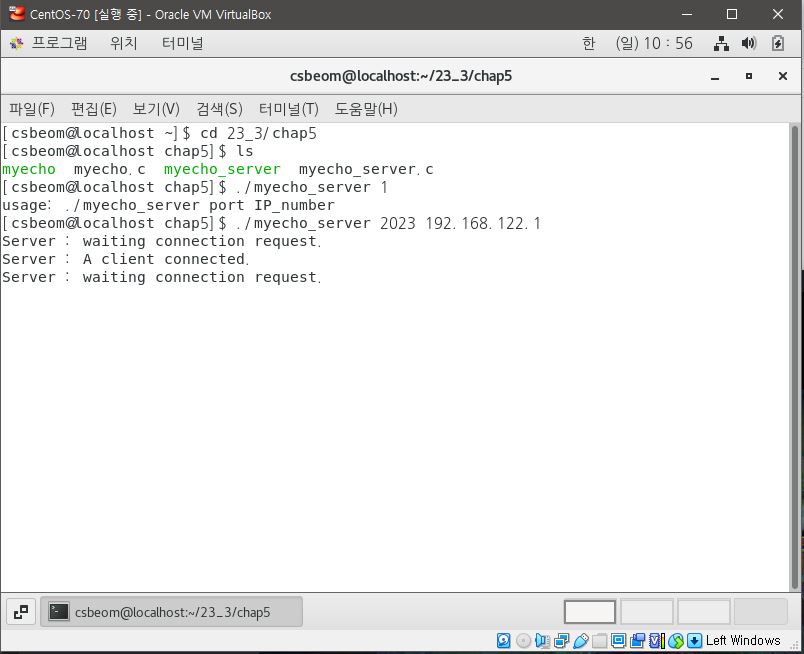 CentOS-70 [실행 중] - Oracle VM VirtualBox
프로그램 위치 터미널 한 (일) 10 : 56
csbeom@localhost:~/23_3/chap5
파일(F) 편집(E) 보기(V) 검색(S) 터미널(T) 도움말(H)
[csbeom@localhost ~]$ cd 23_3/chap5
[csbeom@localhost chap5]$ ls
myecho myecho.c myecho_server myecho_server.c
[csbeom@localhost chap5]$ ./myecho_server 1
usage: ./myecho_server port IP_number
[csbeom@localhost chap5]$ ./myecho_server 2023 192.168.122.1
Server : waiting connection request.
Server : A client connected.
Server : waiting connection request.
csbeom@localhost:~/23_3/chap5
Left Windows